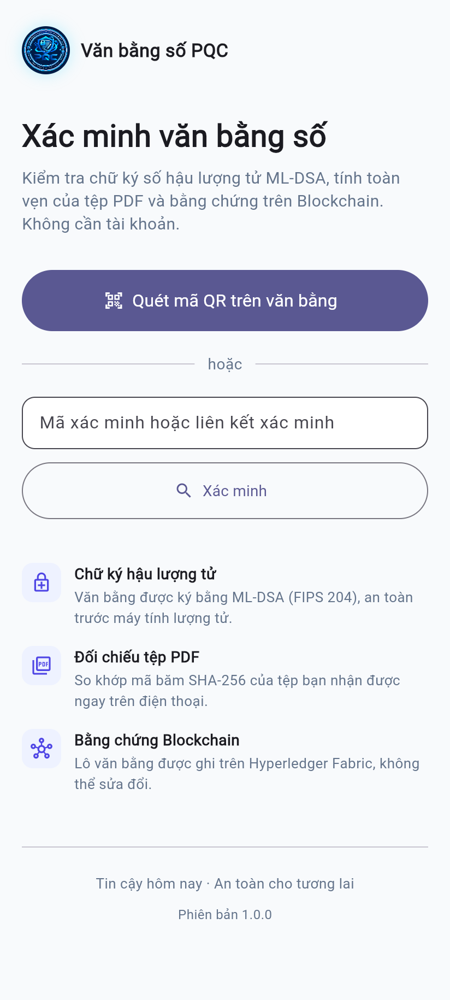 PQC
Văn bằng số PQC
Xác minh văn bằng số
Kiểm tra chữ ký số hậu lượng tử ML-DSA, tính toàn
vẹn của tệp PDF và bằng chứng trên Blockchain.
Không cần tài khoản.
Quét mã QR trên văn bằng
hoặc
Mã xác minh hoặc liên kết xác minh
Xác minh
Chữ ký hậu lượng tử
Văn bằng được ký bằng ML-DSA (FIPS 204), an toàn
trước máy tính lượng tử.
PDF
Đối chiếu tệp PDF
So khớp mã băm SHA-256 của tệp bạn nhận được
ngay trên điện thoại.
Bằng chứng Blockchain
Lô văn bằng được ghi trên Hyperledger Fabric, không
thể sửa đổi.
Tin cậy hôm nay · An toàn cho tương lai
Phiên bản 1.0.0